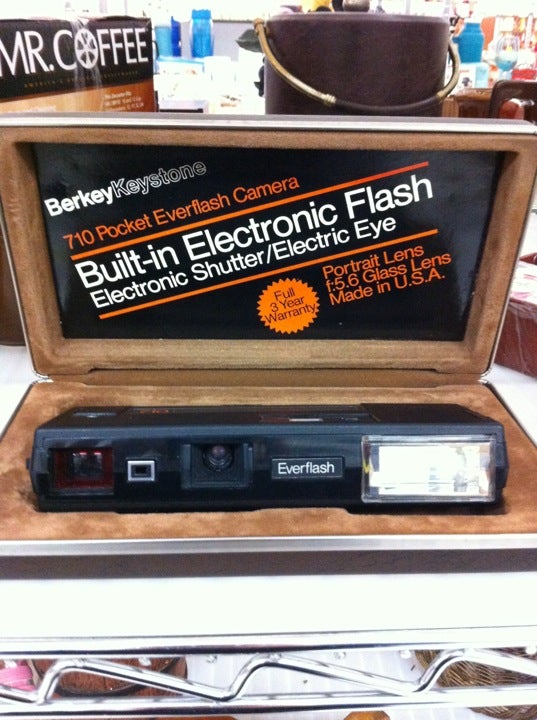 MR. COFFEE
BerkeyKeystone
710 Pocket Everflash Camera
Built-in Electronic Flash
Electronic Shutter/Electric Eye
Full
3 Year
Warranty
Portrait Lens
f:5.6 Glass Lens
Made in U.S.A.
Everflash